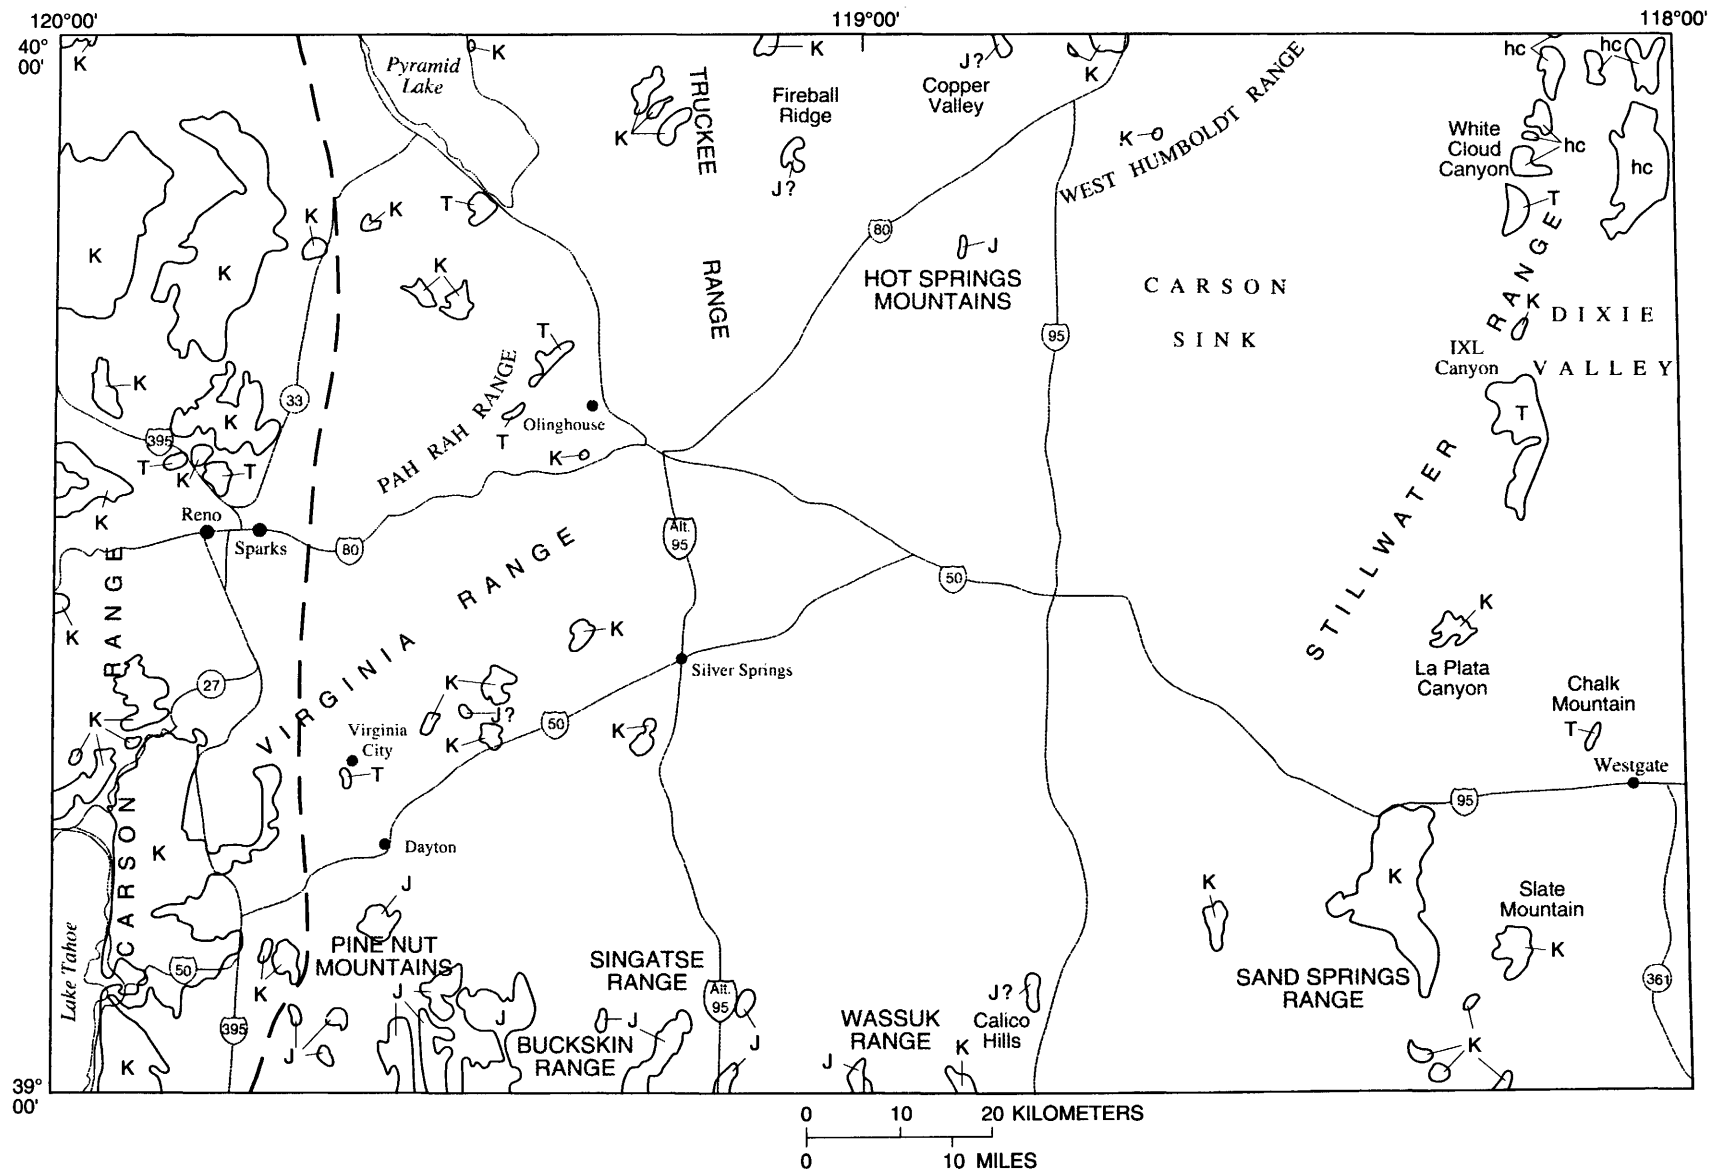 120°00'
119°00'
118°00'
40°
00'
K
Pyramid
Lake
K
TRUCKEE
RANGE
K
K
Fireball
Ridge
J?
J?
Copper
Valley
K
K
WEST HUMBOLDT RANGE
hc
hc
White
Cloud
Canyon
hc
hc
T
K
K
K
K
T
K
80
J
HOT SPRINGS
MOUNTAINS
CARSON
SINK
95
STILLWATER RANGE
K
DIXIE
VALLEY
IXL
Canyon
T
K
K
33
T
T
PAH RAH RANGE
Olinghouse
K
395
T
K
T
K
Reno
Sparks
80
Alt.
95
50
K
CARSON RANGE
VIRGINIA RANGE
K
Silver Springs
K
La Plata
Canyon
Chalk
Mountain
T
Westgate
27
K
K
J?
K
50
K
Virginia
City
T
95
Dayton
K
K
K
Slate
Mountain
K
J
PINE NUT
MOUNTAINS
Lake Tahoe
50
K
J
J
SINGATSE
RANGE
Alt.
95
J
J
J?
Calico
Hills
SAND SPRINGS
RANGE
361
395
J
BUCKSKIN
RANGE
WASSUK
RANGE
J
K
K
K
39°
00'
0 10 20 KILOMETERS
0 10 MILES